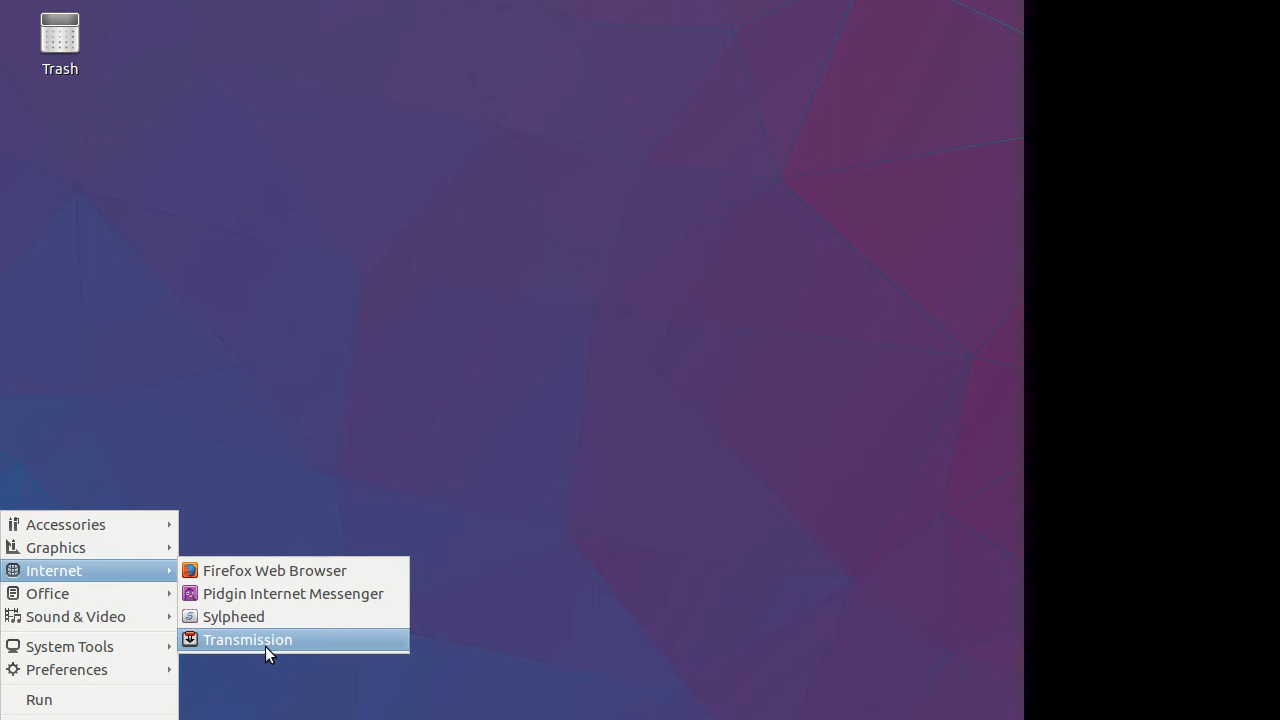 Trash
Accessories
Graphics
Internet
Office
Sound & Video
System Tools
Preferences
Run
Firefox Web Browser
Pidgin Internet Messenger
Sylpheed
Transmission